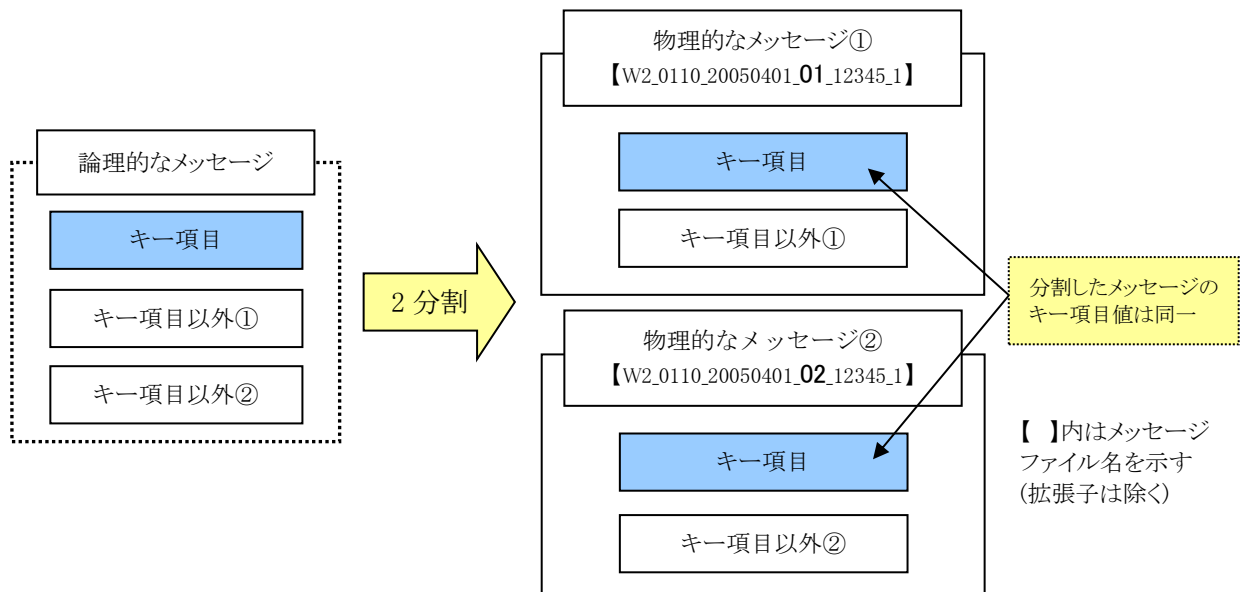 論理的なメッセージ
キー項目
キー項目以外①
キー項目以外②
2 分割
物理的なメッセージ①
【W2_0110_20050401_01_12345_1】
キー項目
キー項目以外①
物理的なメッセージ②
【W2_0110_20050401_02_12345_1】
キー項目
キー項目以外②
分割したメッセージの
キー項目値は同一
【 】内はメッセージ
ファイル名を示す
(拡張子は除く)